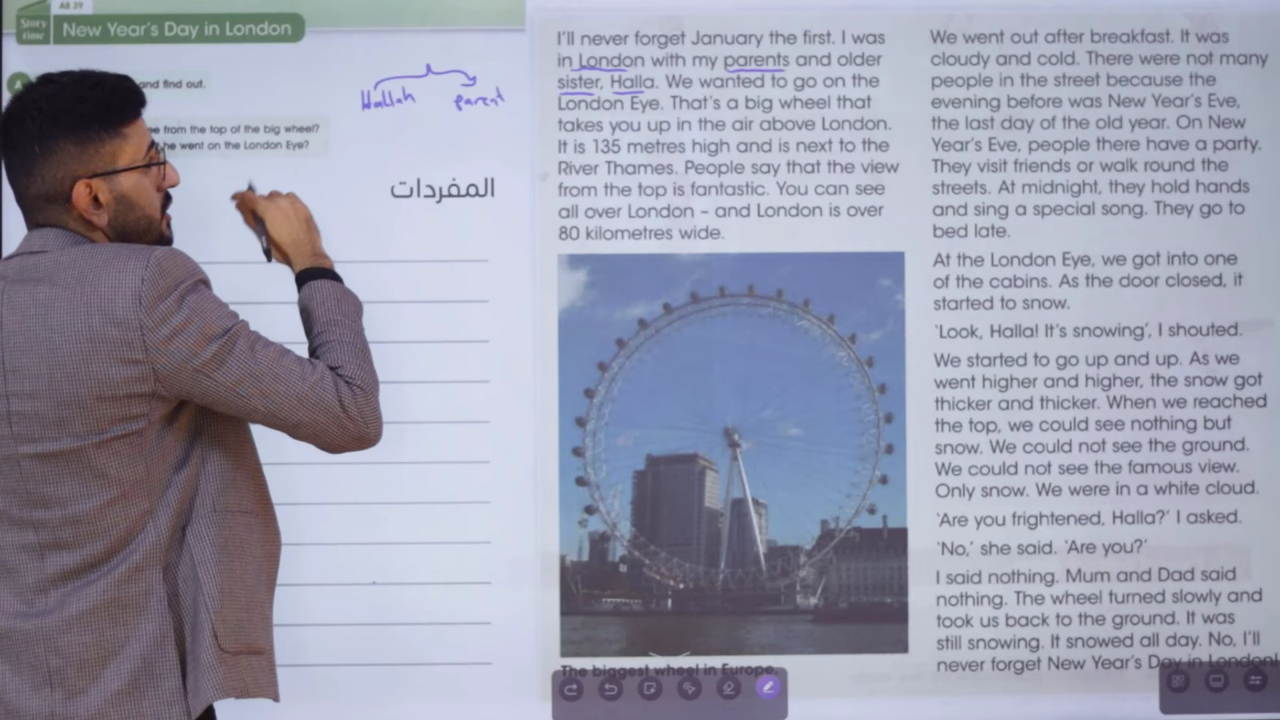 AB 39
Story time
New Year's Day in London
and find out.
from the top of the big wheel?
he went on the London Eye?
Hallah parent
المفردات
I'll never forget January the first. I was
in London with my parents and older
sister, Halla. We wanted to go on the
London Eye. That's a big wheel that
takes you up in the air above London.
It is 135 metres high and is next to the
River Thames. People say that the view
from the top is fantastic. You can see
all over London – and London is over
80 kilometres wide.
The biggest wheel in Europe.
We went out after breakfast. It was
cloudy and cold. There were not many
people in the street because the
evening before was New Year's Eve,
the last day of the old year. On New
Year's Eve, people there have a party.
They visit friends or walk round the
streets. At midnight, they hold hands
and sing a special song. They go to
bed late.
At the London Eye, we got into one
of the cabins. As the door closed, it
started to snow.
'Look, Halla! It's snowing', I shouted.
We started to go up and up. As we
went higher and higher, the snow got
thicker and thicker. When we reached
the top, we could see nothing but
snow. We could not see the ground.
We could not see the famous view.
Only snow. We were in a white cloud.
'Are you frightened, Halla?' I asked.
'No,' she said. 'Are you?'
I said nothing. Mum and Dad said
nothing. The wheel turned slowly and
took us back to the ground. It was
still snowing. It snowed all day. No, I'll
never forget New Year's Day in London!